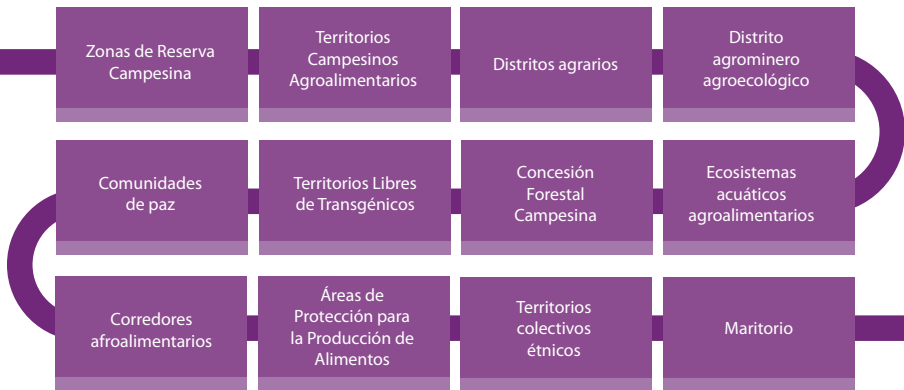 Zonas de Reserva
Campesina
Territorios
Campesinos
Agroalimentarios
Distritos agrarios
Distrito
agrominero
agroecológico
Comunidades
de paz
Territorios Libres
de Transgénicos
Concesión
Forestal
Campesina
Ecosistemas
acuáticos
agroalimentarios
Corredores
afroalimentarios
Áreas de
Protección para
la Producción de
Alimentos
Territorios
colectivos
étnicos
Maritorio